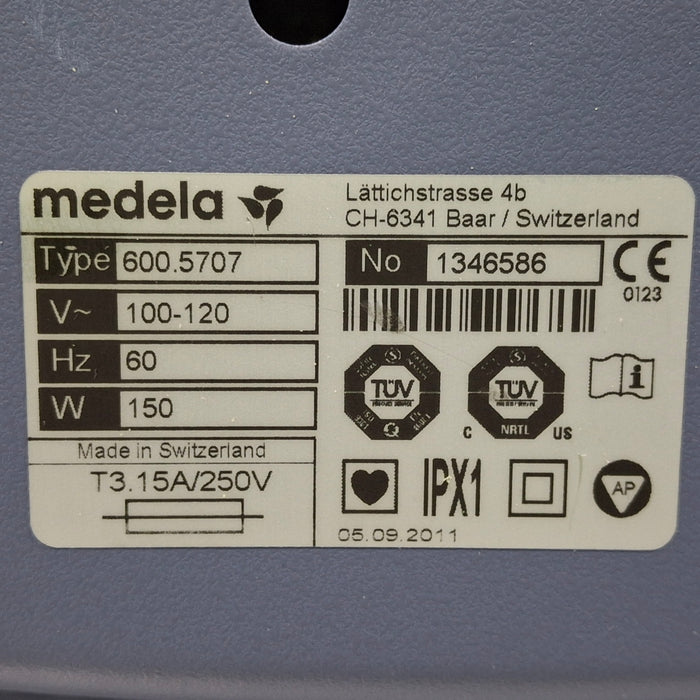 medela
Lättichstrasse 4b
CH-6341 Baar / Switzerland
Type 600.5707
No 1346586
CE
0123
V~ 100-120
Hz 60
W 150
TÜV
TÜV
NRTL
C US
Made in Switzerland
T3.15A/250V
IPX1
AP
05.09.2011